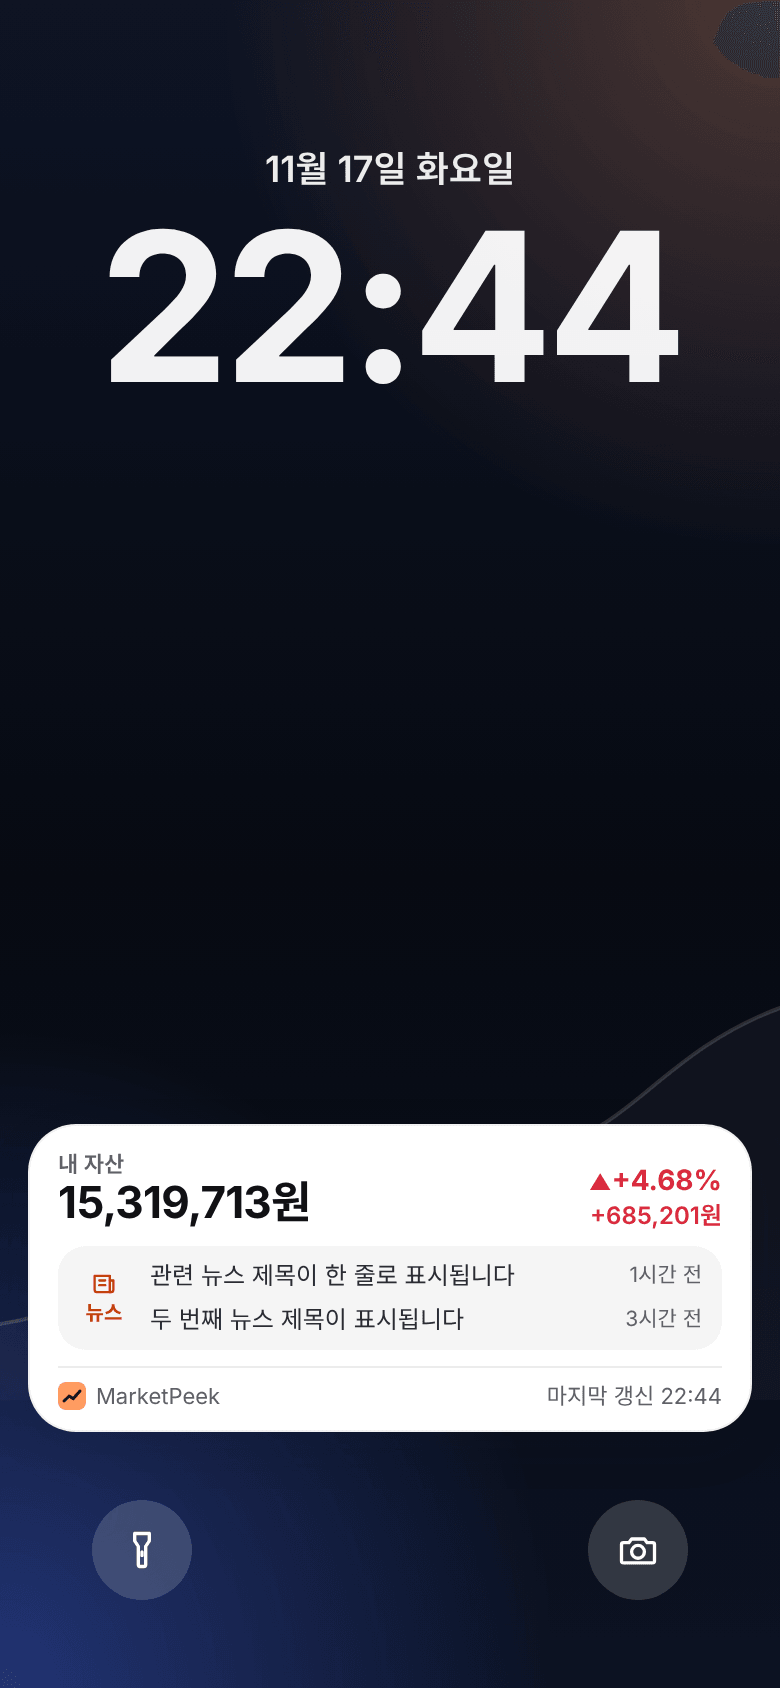 11월 17일 화요일
22:44
내 자산
15,319,713원
▲+4.68%
+685,201원
뉴스
관련 뉴스 제목이 한 줄로 표시됩니다
1시간 전
두 번째 뉴스 제목이 표시됩니다
3시간 전
MarketPeek
마지막 갱신 22:44